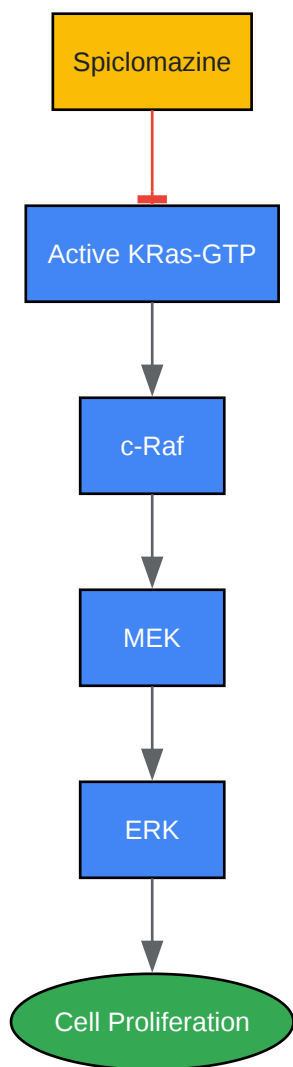 Spiclomazine
Active KRas-GTP
c-Raf
MEK
ERK
Cell Proliferation